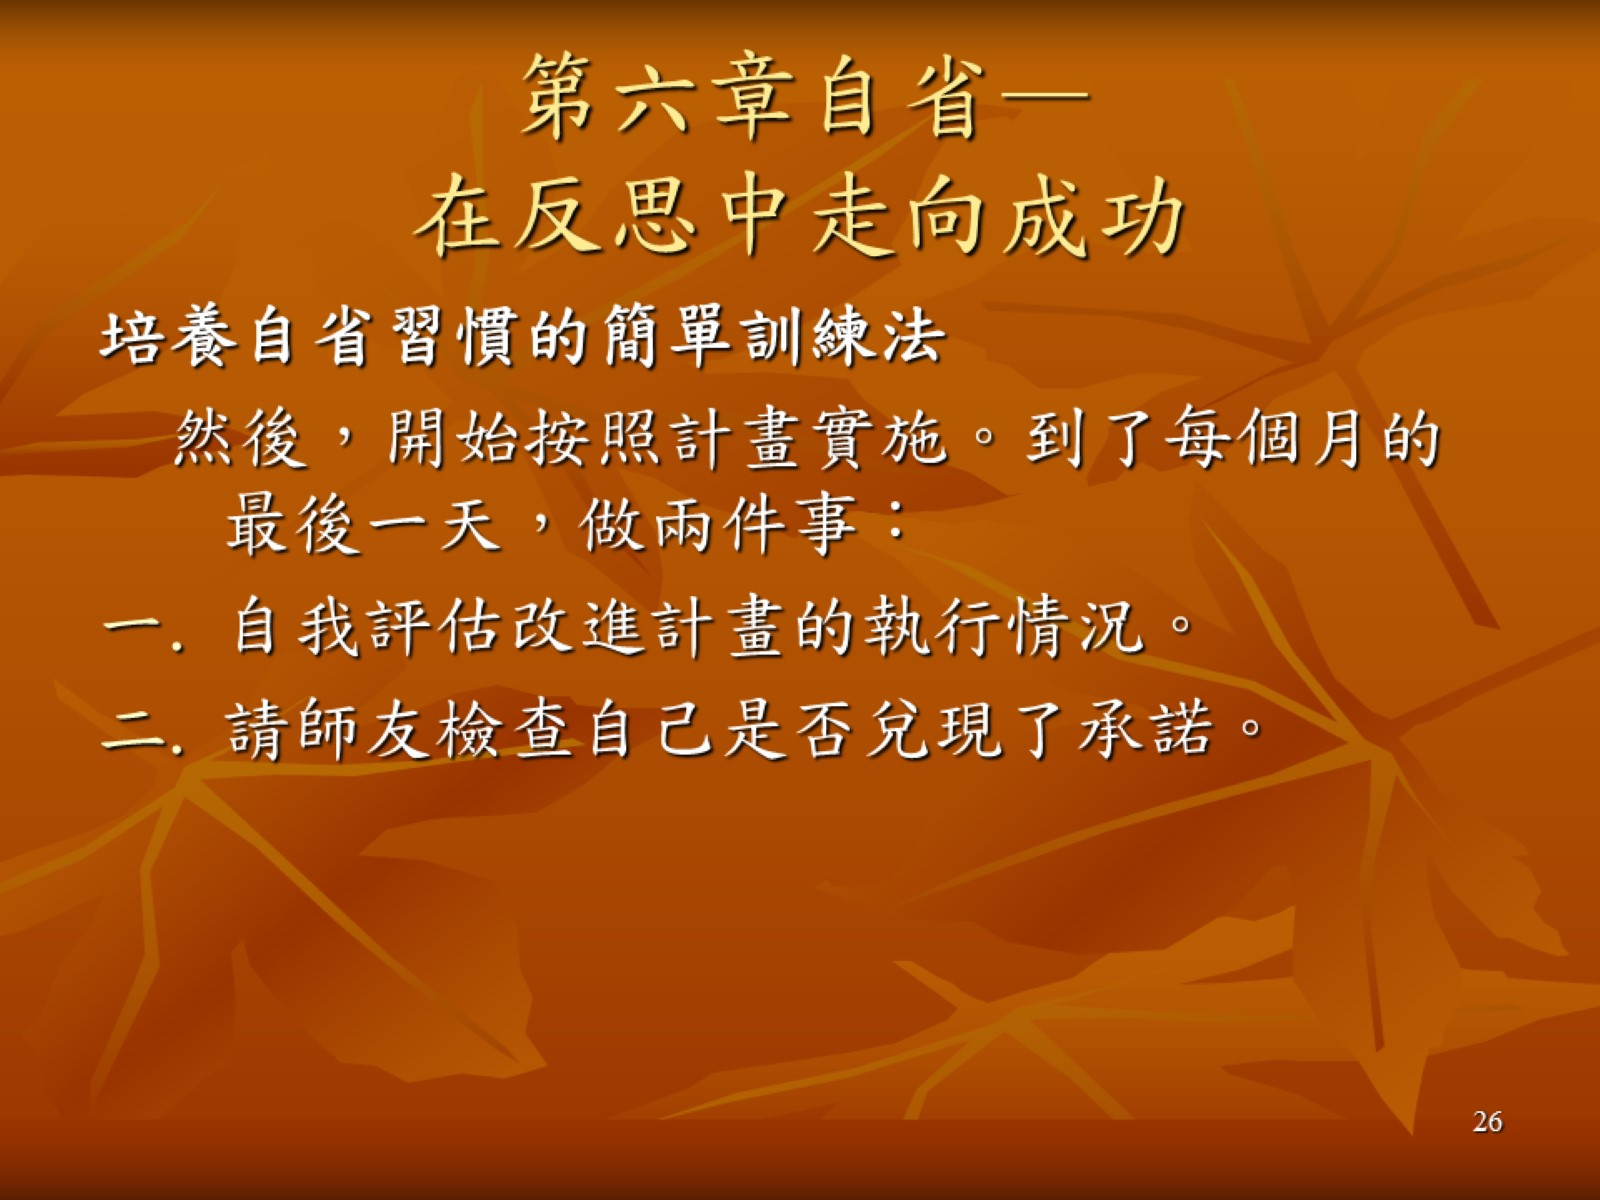 第六章自省—
在反思中走向成功
培養自省習慣的簡單訓練法
然後，開始按照計畫實施。到了每個月的
最後一天，做兩件事：
一. 自我評估改進計畫的執行情況。
二. 請師友檢查自己是否兌現了承諾。
26